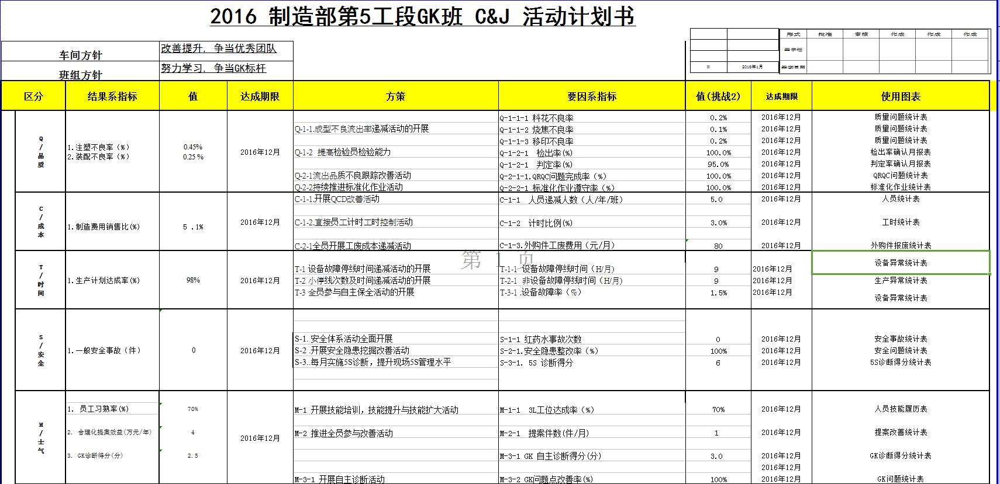 2016 制造部第5工段GK班 C&J 活动计划书
形式 批准 审核 作成 作成 作成
签字栏
N 2016年1月 签字日期
车间方针 改善提升, 争当优秀团队
班组方针 努力学习, 争当GK标杆
区分 结果系指标 值 达成期限 方策 要因系指标 值(挑战2) 达成期限 使用图表
Q-1-1-1 料花不良率 0.2% 2016年12月 质量问题统计表
Q-1-1.成型不良流出率递减活动的开展 Q-1-1-2 烧焦不良率 0.1% 2016年12月 质量问题统计表
Q-1-1-3 移印不良率 0.2% 2016年12月 质量问题统计表
Q/品质 1.注塑不良率（%） 0.45%
2.装配不良率（%） 0.25 %
2016年12月 Q-1-2 提高检验员检验能力 Q-1-2-1 检出率(%) 100.0% 2016年12月 检出率确认月报表
Q-1-2-1 判定率(%) 95.0% 2016年12月 判定率确认月报表
Q-2-1流出品质不良跟踪改善活动 Q-2-1-1.QRQC问题完成率（%） 100.0% 2016年12月 QRQC问题统计表
Q-2-2持续推进标准化作业活动 Q-2-2-1 标准化作业遵守率（%） 100.0% 2016年12月 标准化作业统计表
C-1-1.开展QCD改善活动 C-1-1 人员递减人数（人/年/班） 5.0 2016年12月 人员统计表
C/成本 1.制造费用销售比(%) 5 .1% 2016年12月 C-1-2.直接员工计时工时控制活动 C-1-2 计时比例(%) 3.0% 2016年12月 工时统计表
C-2-1全员开展工废成本递减活动 C-1-3.外购件工废费用（元/月） 80 2016年12月 外购件报废统计表
第 1 页
设备异常统计表
T-1 设备故障停线时间递减活动的开展 T-1-1 设备故障停线时间（H/月） 9 2016年12月
T/时间 1.生产计划达成率(%) 98% 2016年12月 T-2 小停线次数及时间递减活动的开展 T-2-1 非设备故障停线时间（H/月） 9 2016年12月 生产异常统计表
T-3 全员参与自主保全活动的开展 T-3-1 .设备故障率（％） 1.5% 2016年12月 设备异常统计表
S-1. 安全体系活动全面开展 S-1-1 红药水事故次数 0 2016年12月 安全事故统计表
S/安全 1.一般安全事故（件） 0 2016年12月 S-2 .开展安全隐患挖掘改善活动 S-2-1.安全隐患整改率（%） 100% 2016年12月 安全问题统计表
S-3..每月实施5S诊断，提升现场5S管理水平 S-3-1. 5S 诊断得分 6 2016年12月 5S诊断得分统计表
1. 员工习熟率(%) 70% M-1 开展技能培训，技能提升与技能扩大活动 M-1-1 3L工位达成率（%） 70% 2016年12月 人员技能履历表
M/士气 2. 合理化提案效益(万元/年) 4 2016年12月 M-2 推进全员参与改善活动 M-2-1 提案件数(件/月) 1 2016年12月 提案改善统计表
3. GK诊断得分(分) 2.5 M-3-1 GK 自主诊断得分(分) 3.0 2016年12月 GK诊断得分统计表
2016年12月
M-3-1 开展自主诊断活动 M-3-2 GK问题点改善率(%) 100% 2016年12月 GK问题统计表